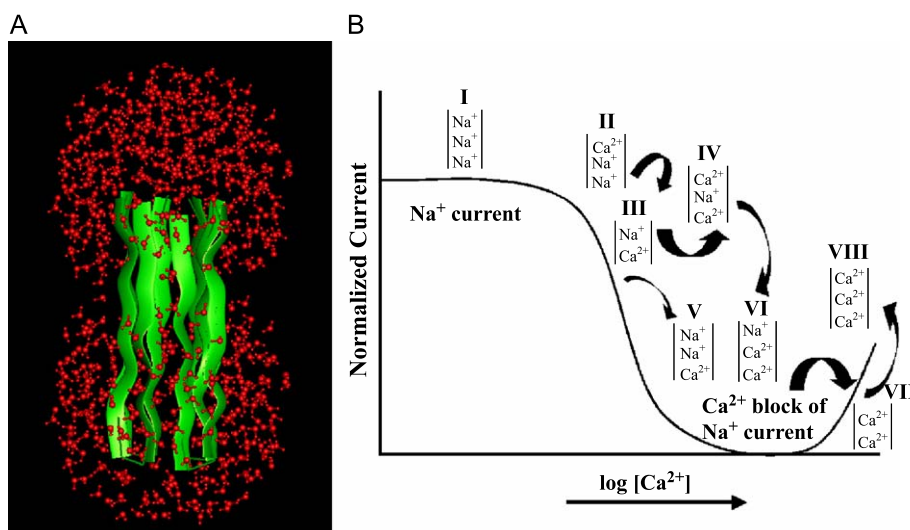 A
B
Normalized Current
I
Na⁺
Na⁺
Na⁺
Na⁺ current
II
Ca²⁺
Na⁺
Na⁺
III
Na⁺
Ca²⁺
IV
Ca²⁺
Na⁺
Ca²⁺
V
Na⁺
Na⁺
Ca²⁺
VI
Na⁺
Ca²⁺
Ca²⁺
Ca²⁺ block of
Na⁺ current
VIII
Ca²⁺
Ca²⁺
Ca²⁺
VII
Ca²⁺
Ca²⁺
log [Ca²⁺]